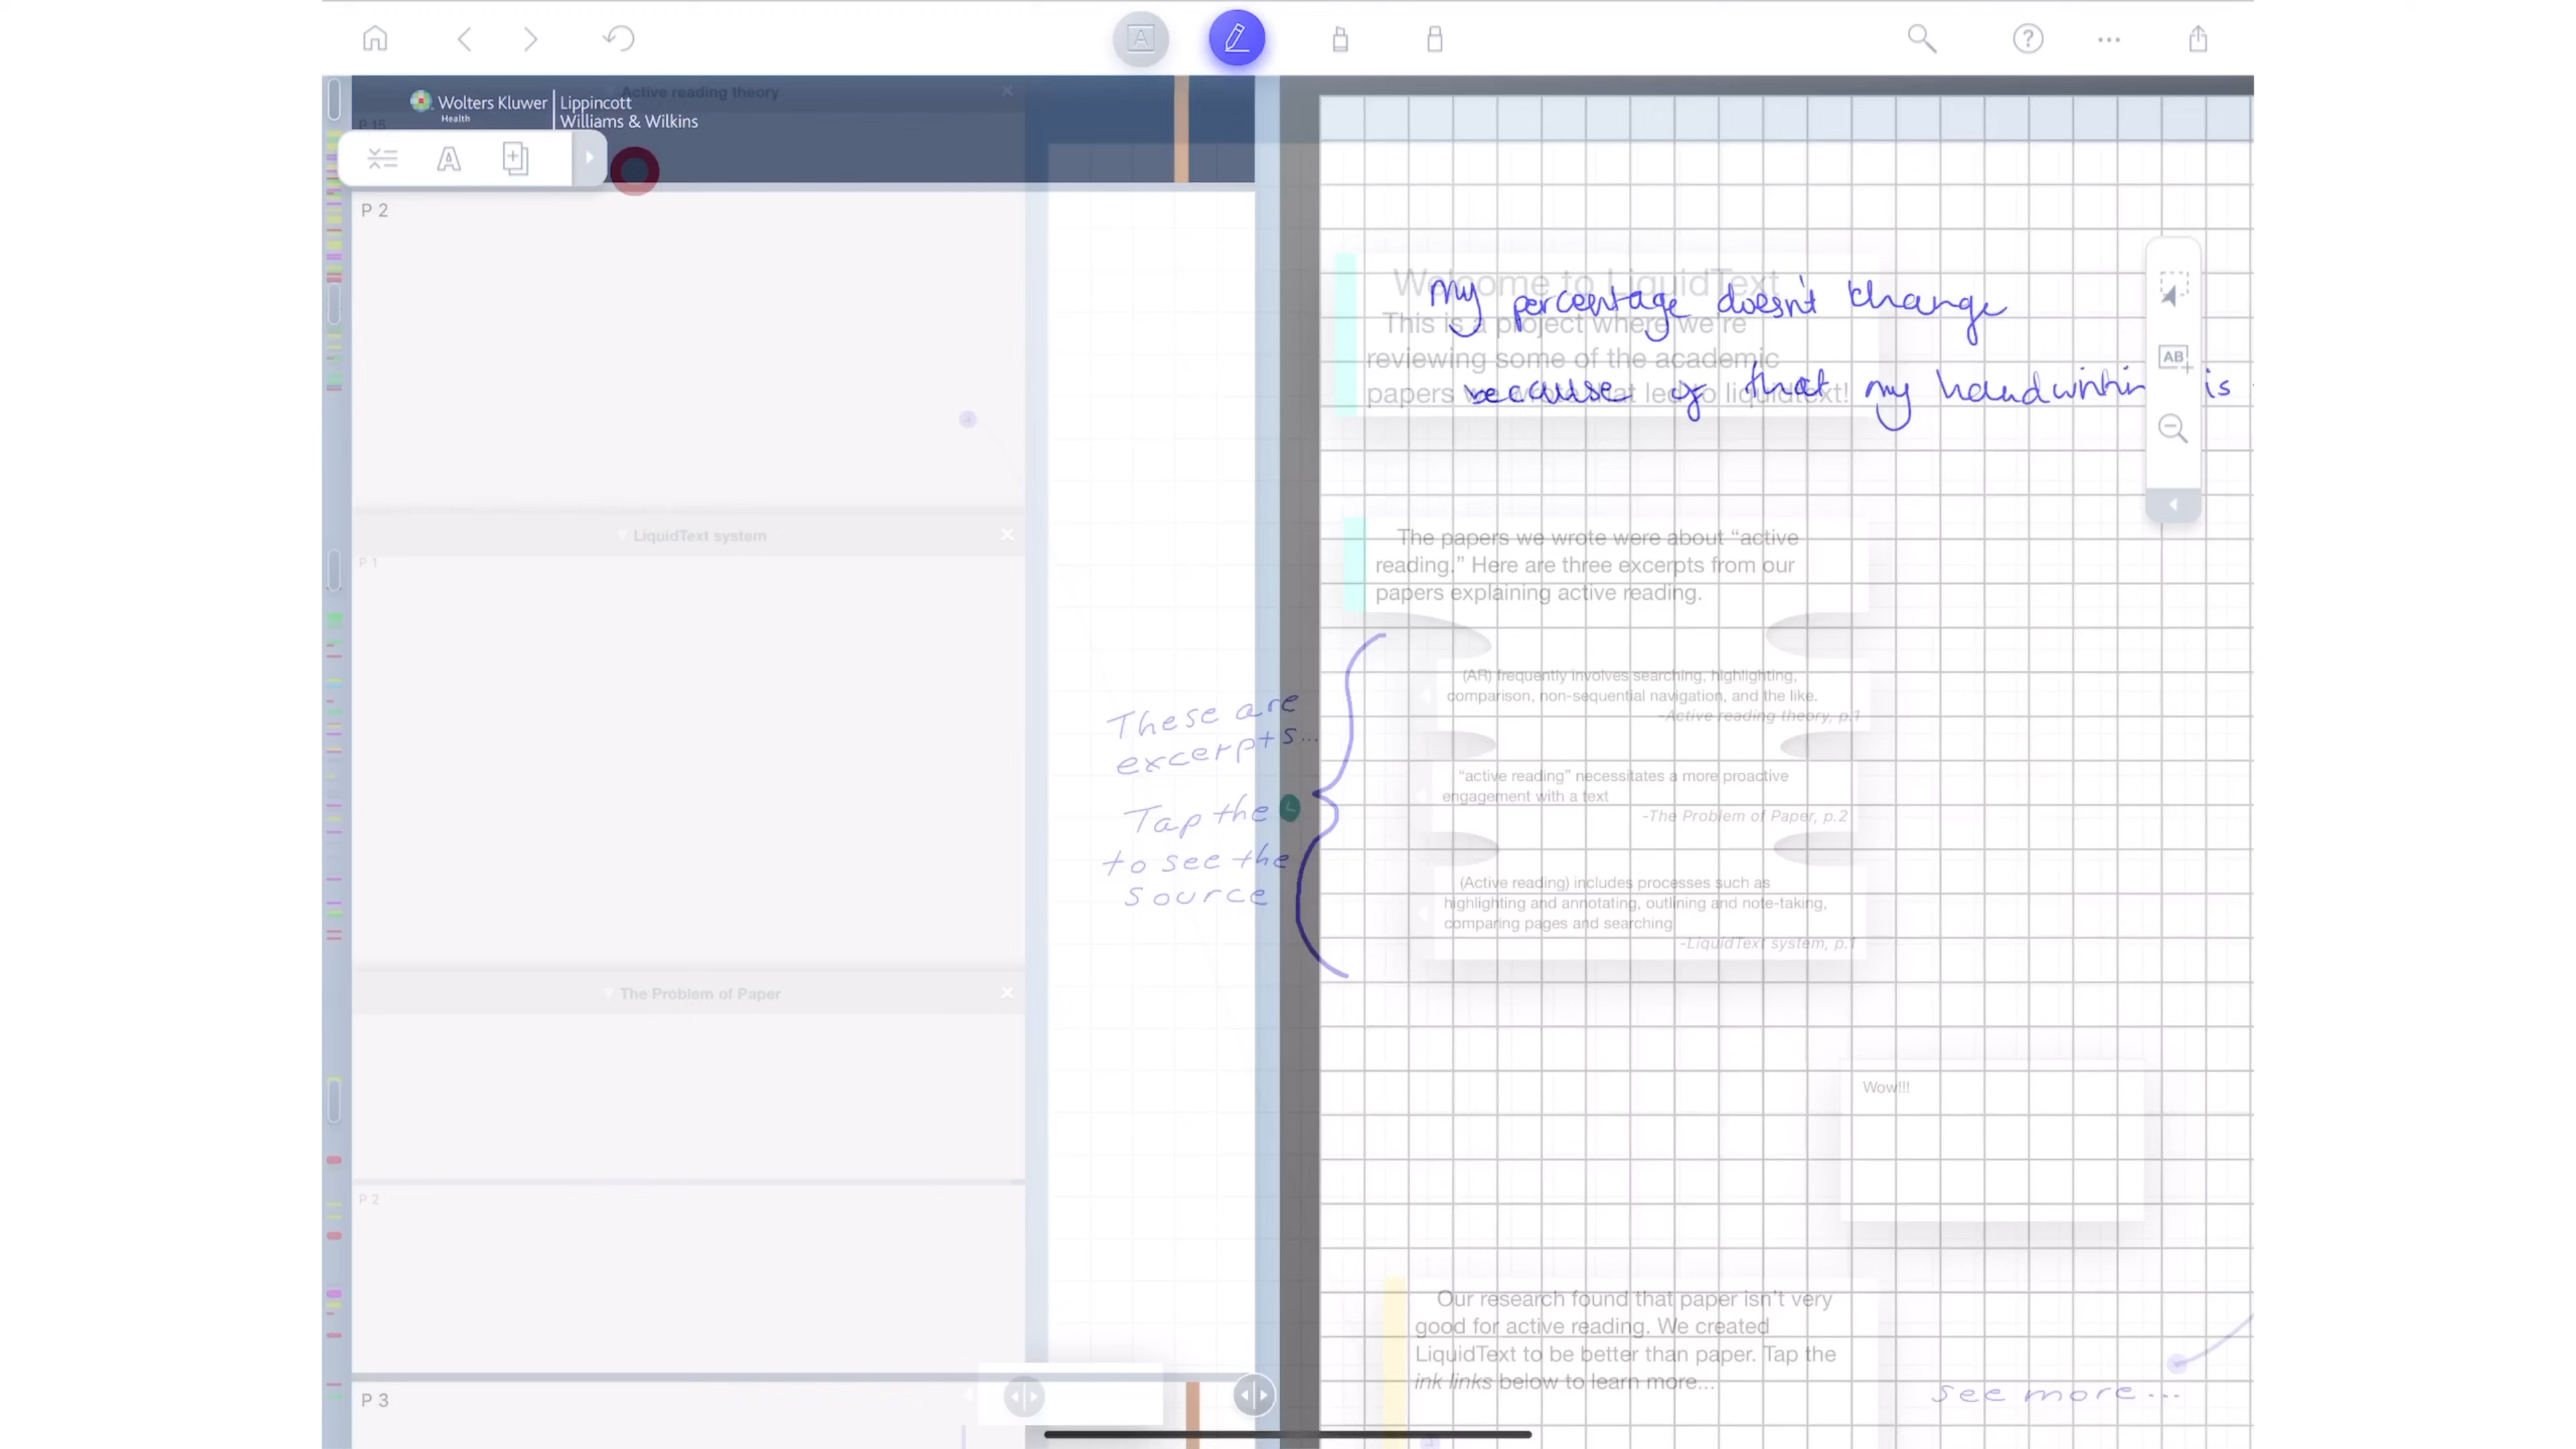 Active reading theory
Wolters Kluwer
Health
Lippincott
Williams & Wilkins
P 15
P 2
LiquidText system
P 1
The Problem of Paper
P 2
P 3
Welcome to LiquidText
This is a project where we're
reviewing some of the academic
papers we wrote that led to liquidtext!
My percentage doesn't change
because of that my handwritin is
AB
The papers we wrote were about “active
reading.” Here are three excerpts from our
papers explaining active reading.
These are
excerpts...
Tap the
to see the
source
(AR) frequently involves searching, highlighting,
comparison, non-sequential navigation, and the like.
-Active reading theory, p.1
“active reading” necessitates a more proactive
engagement with a text
-The Problem of Paper, p.2
(Active reading) includes processes such as
highlighting and annotating, outlining and note-taking,
comparing pages and searching
-LiquidText system, p.1
Wow!!!
Our research found that paper isn't very
good for active reading. We created
LiquidText to be better than paper. Tap the
ink links below to learn more...
see more...